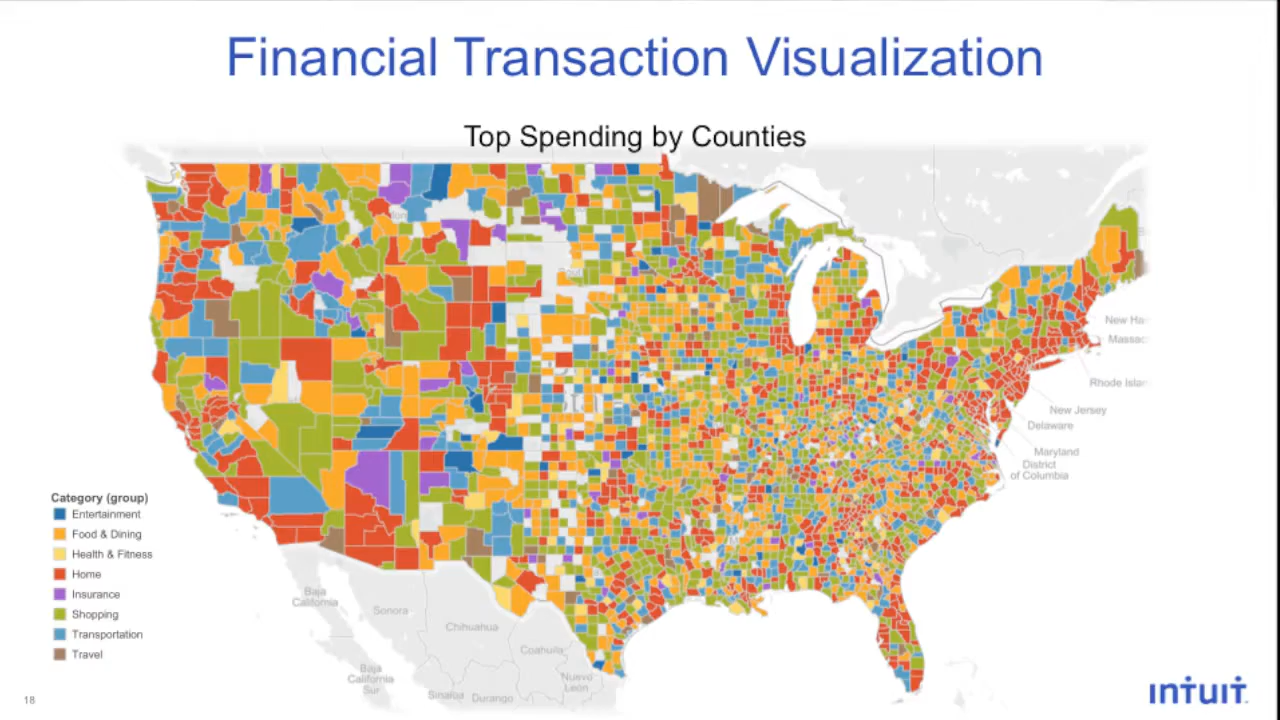 Financial Transaction Visualization
Top Spending by Counties
New Ha
Massac
Rhode Islan
New Jersey
Delaware
Maryland
District
of Columbia
Category (group)
Entertainment
Food & Dining
Health & Fitness
Home
Insurance
Shopping
Transportation
Travel
Baja
California
Sonora
Chihuahua
Coahuila
Baja
California
Sur
Sinaloa
Durango
Nuevo
León
18
intuit